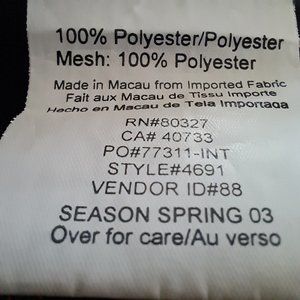 100% Polyester/Polyester
Mesh: 100% Polyester
Made in Macau from Imported Fabric
Fait aux Macau de Tissu Importe
Hecho en Macau de Tela Importada
RN#80327
CA# 40733
PO#77311-INT
STYLE#4691
VENDOR ID#88
SEASON SPRING 03
Over for care/Au verso